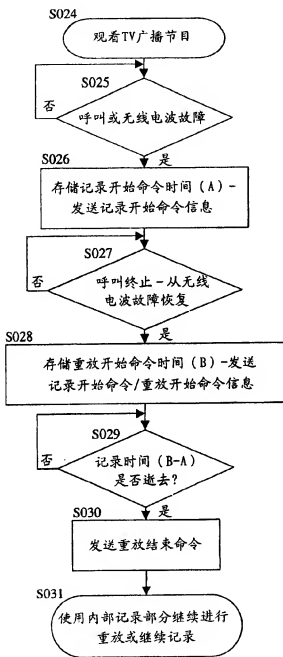 S024
观看TV广播节目
S025
否
呼叫或无线电波故障
是
S026
存储记录开始命令时间（A）-
发送记录开始命令信息
S027
否
呼叫终止-从无线
电波故障恢复
是
S028
存储重放开始命令时间（B）-发送
记录开始命令/重放开始命令信息
S029
否
记录时间（B-A）
是否逝去?
是
S030
发送重放结束命令
S031
使用内部记录部分继续进行
重放或继续记录